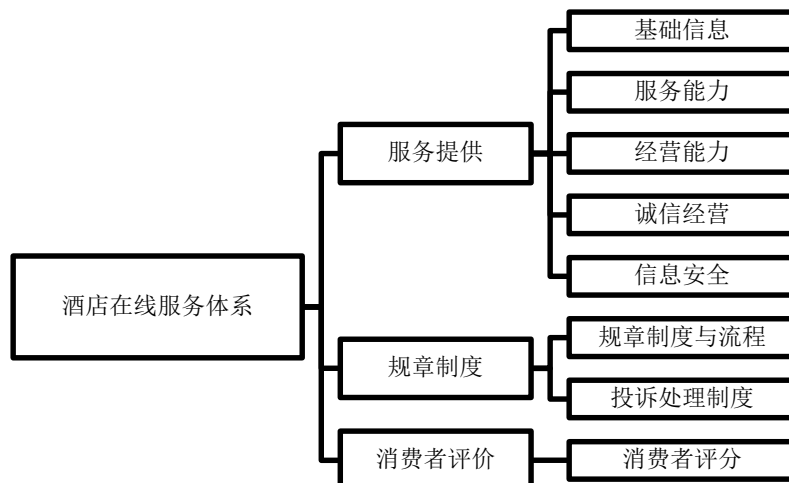 酒店在线服务体系
服务提供
基础信息
服务能力
经营能力
诚信经营
信息安全
规章制度
规章制度与流程
投诉处理制度
消费者评价
消费者评分